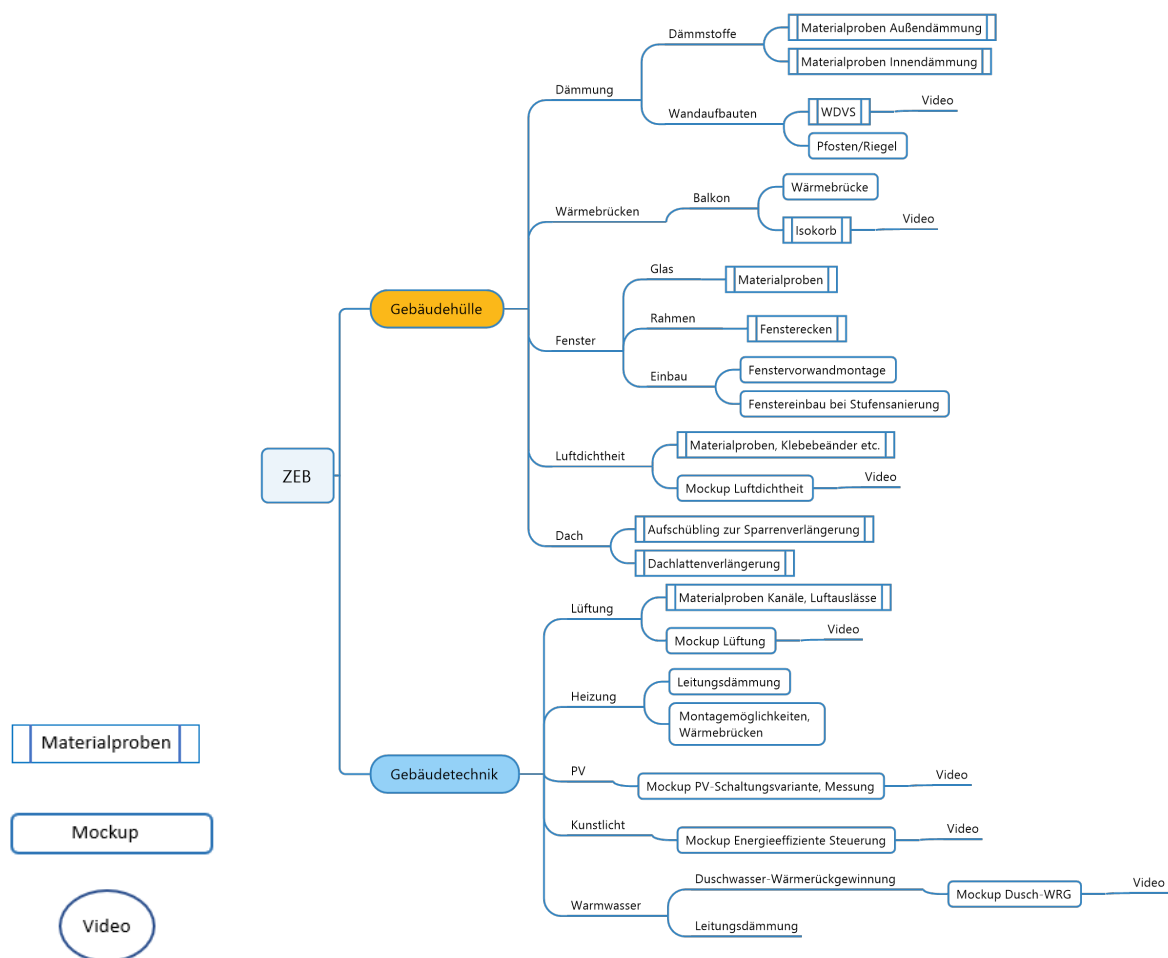 ZEB
Gebäudehülle
Dämmung
Dämmstoffe
Materialproben Außendämmung
Materialproben Innendämmung
Wandaufbauten
WDVS
Video
Pfosten/Riegel
Wärmebrücken
Balkon
Wärmebrücke
Isokorb
Video
Fenster
Glas
Materialproben
Rahmen
Fensterecken
Einbau
Fenstervorwandmontage
Fenstereinbau bei Stufensanierung
Luftdichtheit
Materialproben, Klebebeänder etc.
Mockup Luftdichtheit
Video
Dach
Aufschübling zur Sparrenverlängerung
Dachlattenverlängerung
Gebäudetechnik
Lüftung
Materialproben Kanäle, Luftauslässe
Mockup Lüftung
Video
Heizung
Leitungsdämmung
Montagemöglichkeiten,
Wärmebrücken
PV
Mockup PV-Schaltungsvariante, Messung
Video
Kunstlicht
Mockup Energieeffiziente Steuerung
Video
Warmwasser
Duschwasser-Wärmerückgewinnung
Mockup Dusch-WRG
Video
Leitungsdämmung
Materialproben
Mockup
Video